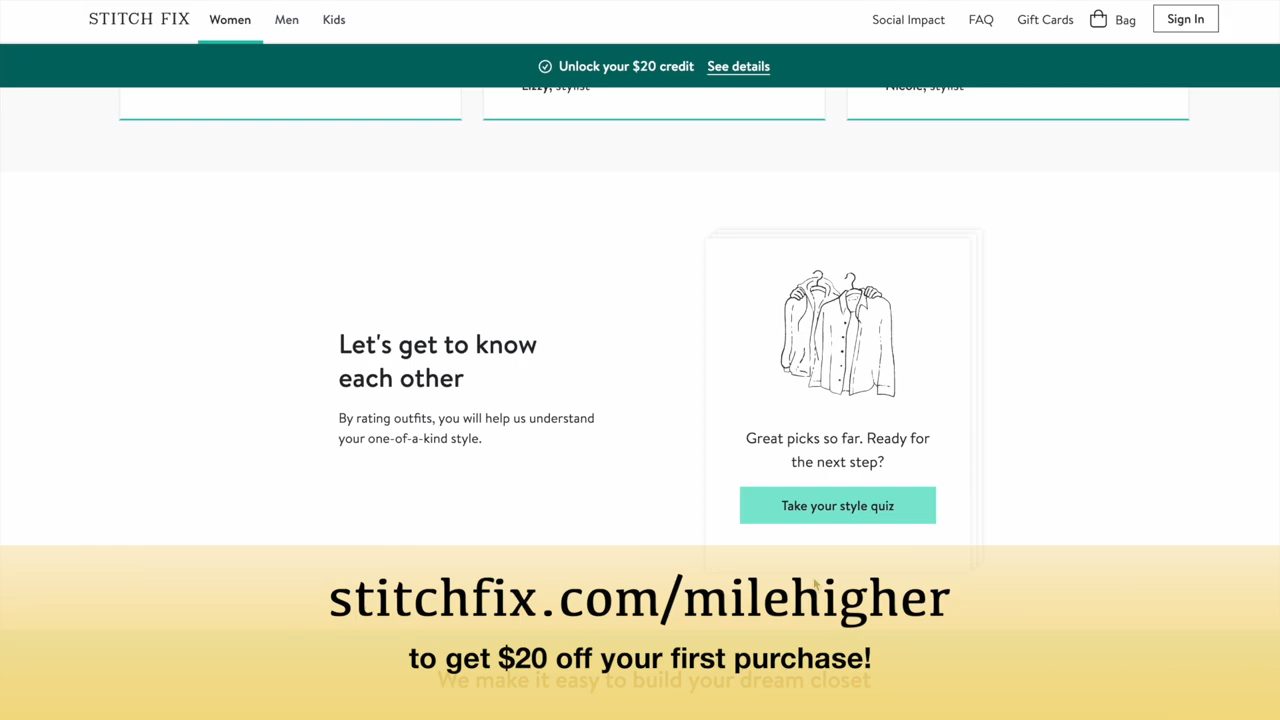 STITCH FIX Women Men Kids Social Impact FAQ Gift Cards Bag Sign In
Unlock your $20 credit See details
Lizzy, stylist Nicole, stylist
Let's get to know
each other
By rating outfits, you will help us understand
your one-of-a-kind style.
Great picks so far. Ready for
the next step?
Take your style quiz
stitchfix.com/milehigher
to get $20 off your first purchase!
We make it easy to build your dream closet